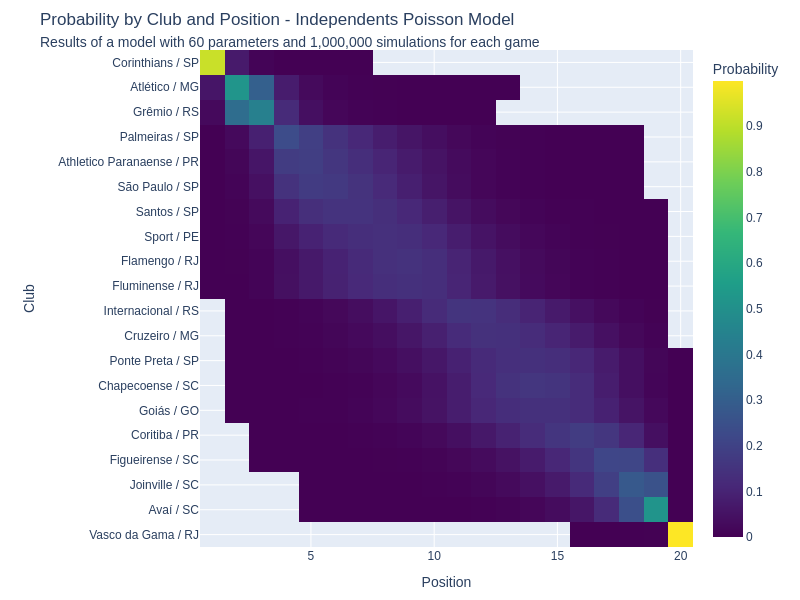 Probability by Club and Position - Independents Poisson Model
Results of a model with 60 parameters and 1,000,000 simulations for each game
Probability
Corinthians / SP
Atlético / MG
Grêmio / RS
Palmeiras / SP
Athletico Paranaense / PR
São Paulo / SP
Santos / SP
Sport / PE
Flamengo / RJ
Fluminense / RJ
Internacional / RS
Cruzeiro / MG
Ponte Preta / SP
Chapecoense / SC
Goiás / GO
Coritiba / PR
Figueirense / SC
Joinville / SC
Avaí / SC
Vasco da Gama / RJ
Club
5
10
15
20
Position
0.9
0.8
0.7
0.6
0.5
0.4
0.3
0.2
0.1
0